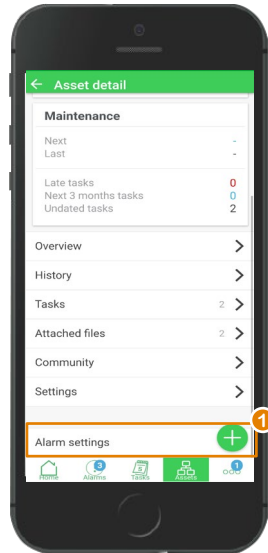 ← Asset detail
Maintenance
Next -
Last -
Late tasks 0
Next 3 months tasks 0
Undated tasks 2
Overview
History
Tasks 2
Attached files 2
Community
Settings
1
Alarm settings
3 1
Home Alarms Tasks Assets